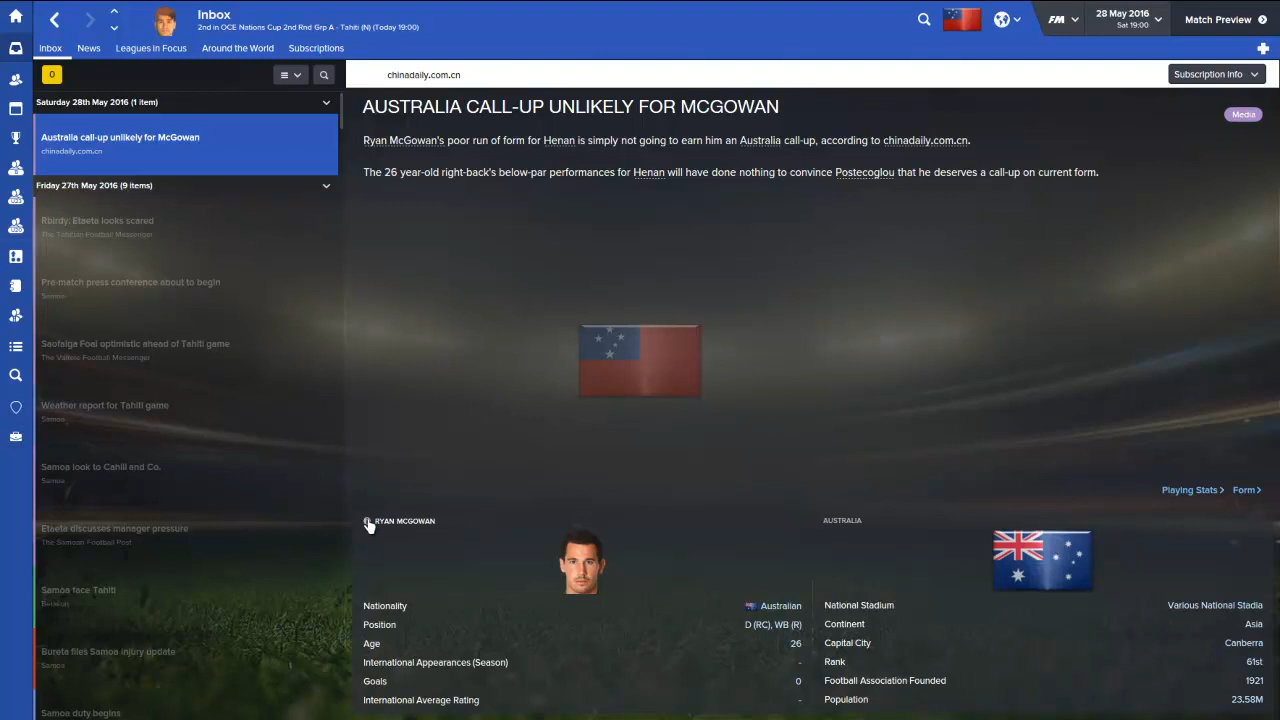 Inbox
2nd in OCE Nations Cup 2nd Rnd Grp A - Tahiti (N) (Today 19:00)
FM
28 May 2016
Sat 19:00
Match Preview
Inbox
News
Leagues in Focus
Around the World
Subscriptions
0
chinadaily.com.cn
Subscription Info
Saturday 28th May 2016 (1 item)
Australia call-up unlikely for McGowan
chinadaily.com.cn
Friday 27th May 2016 (9 items)
Rbirdy: Etaeta looks scared
The Tahitian Football Messenger
Pre-match press conference about to begin
Samoa
Saofaiga Foai optimistic ahead of Tahiti game
The Vaitele Football Messenger
Weather report for Tahiti game
Samoa
Samoa look to Cahill and Co.
Samoa
Etaeta discusses manager pressure
The Samoan Football Post
Samoa face Tahiti
Bureta files Samoa injury update
Samoa
Samoa duty begins
AUSTRALIA CALL-UP UNLIKELY FOR MCGOWAN
Media
Ryan McGowan's poor run of form for Henan is simply not going to earn him an Australia call-up, according to chinadaily.com.cn.
The 26 year-old right-back's below-par performances for Henan will have done nothing to convince Postecoglou that he deserves a call-up on current form.
Playing Stats
Form
RYAN MCGOWAN
Nationality Australian
Position D (RC), WB (R)
Age 26
International Appearances (Season) -
Goals 0
International Average Rating -
AUSTRALIA
National Stadium Various National Stadia
Continent Asia
Capital City Canberra
Rank 61st
Football Association Founded 1921
Population 23.58M